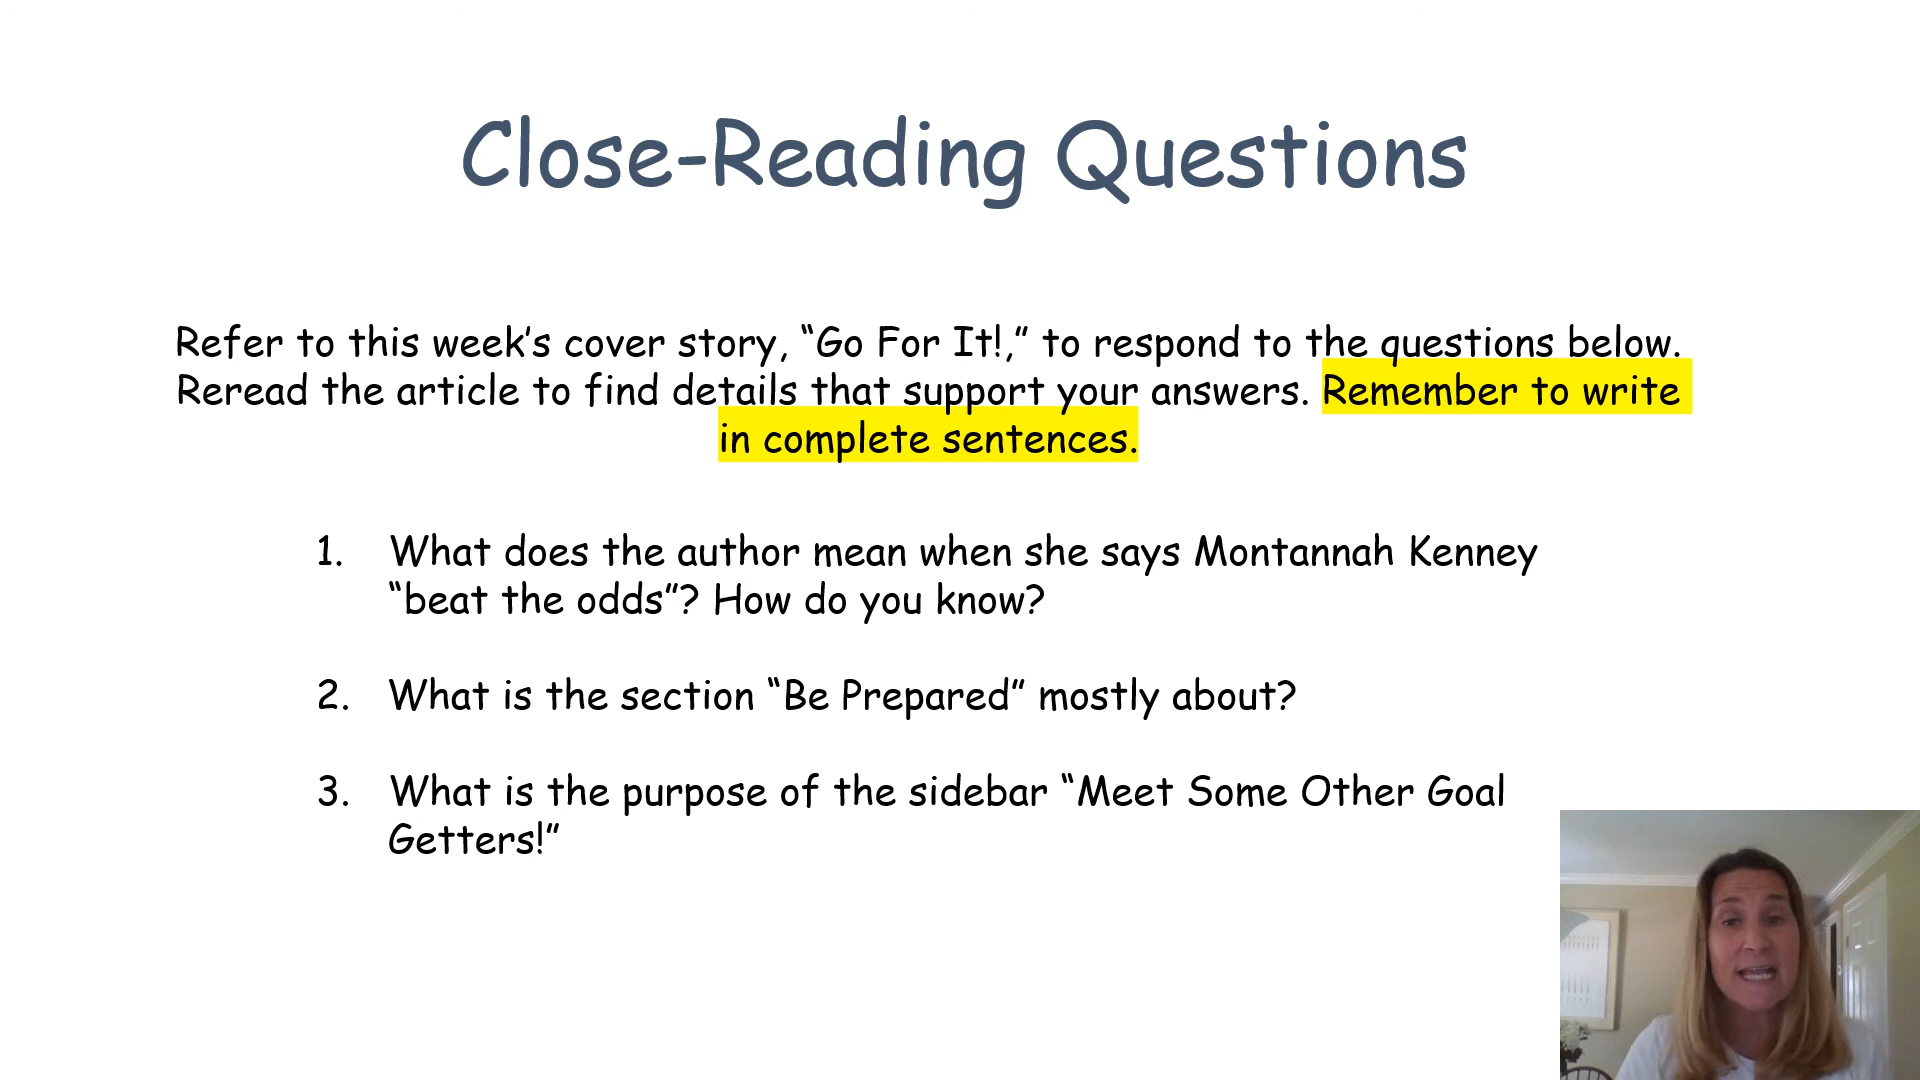 Close-Reading Questions
Refer to this week’s cover story, “Go For It!,” to respond to the questions below.
Reread the article to find details that support your answers. Remember to write
in complete sentences.
1. What does the author mean when she says Montannah Kenney
“beat the odds”? How do you know?
2. What is the section “Be Prepared” mostly about?
3. What is the purpose of the sidebar “Meet Some Other Goal
Getters!”